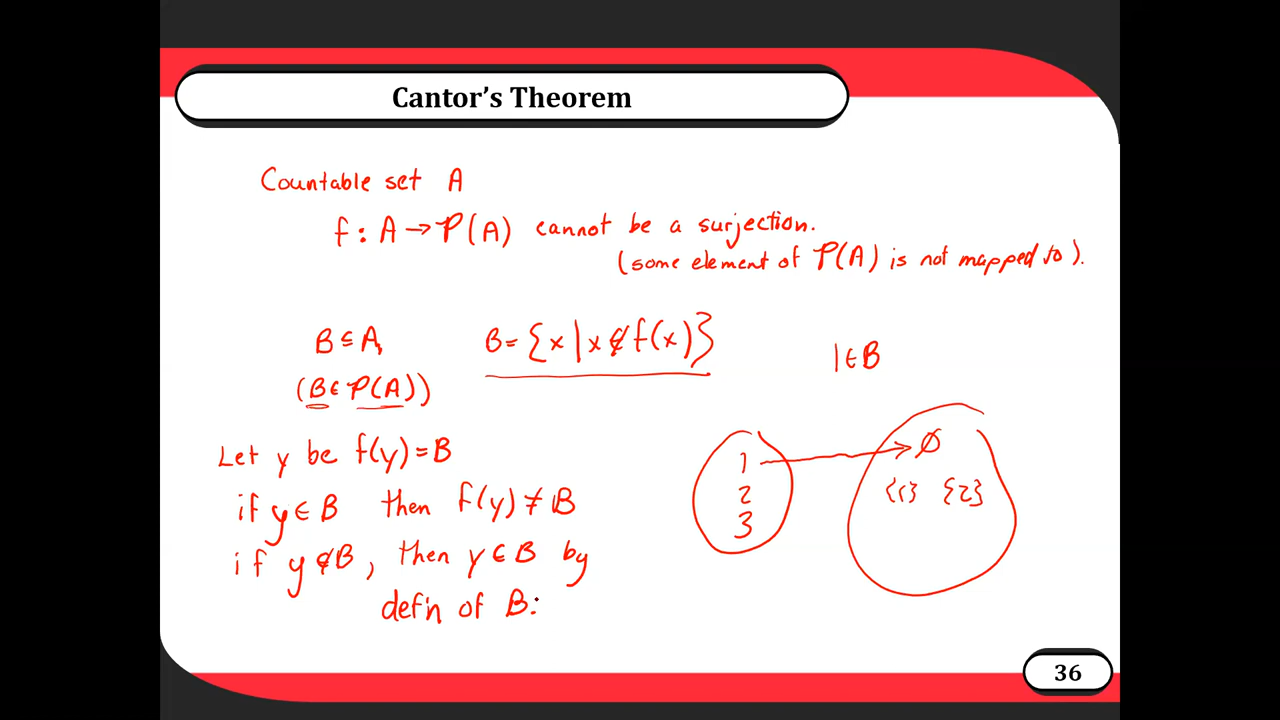 Cantor's Theorem
Countable set A
f: A → P(A) cannot be a surjection.
(some element of P(A) is not mapped to).
B ⊆ A,
B = {x | x ∉ f(x)}
1 ∈ B
(B ∈ P(A))
Let y be f(y) = B
if y ∈ B then f(y) ≠ B
if y ∉ B, then y ∈ B by
def'n of B.
1
2
3
∅
{1} {2}
36